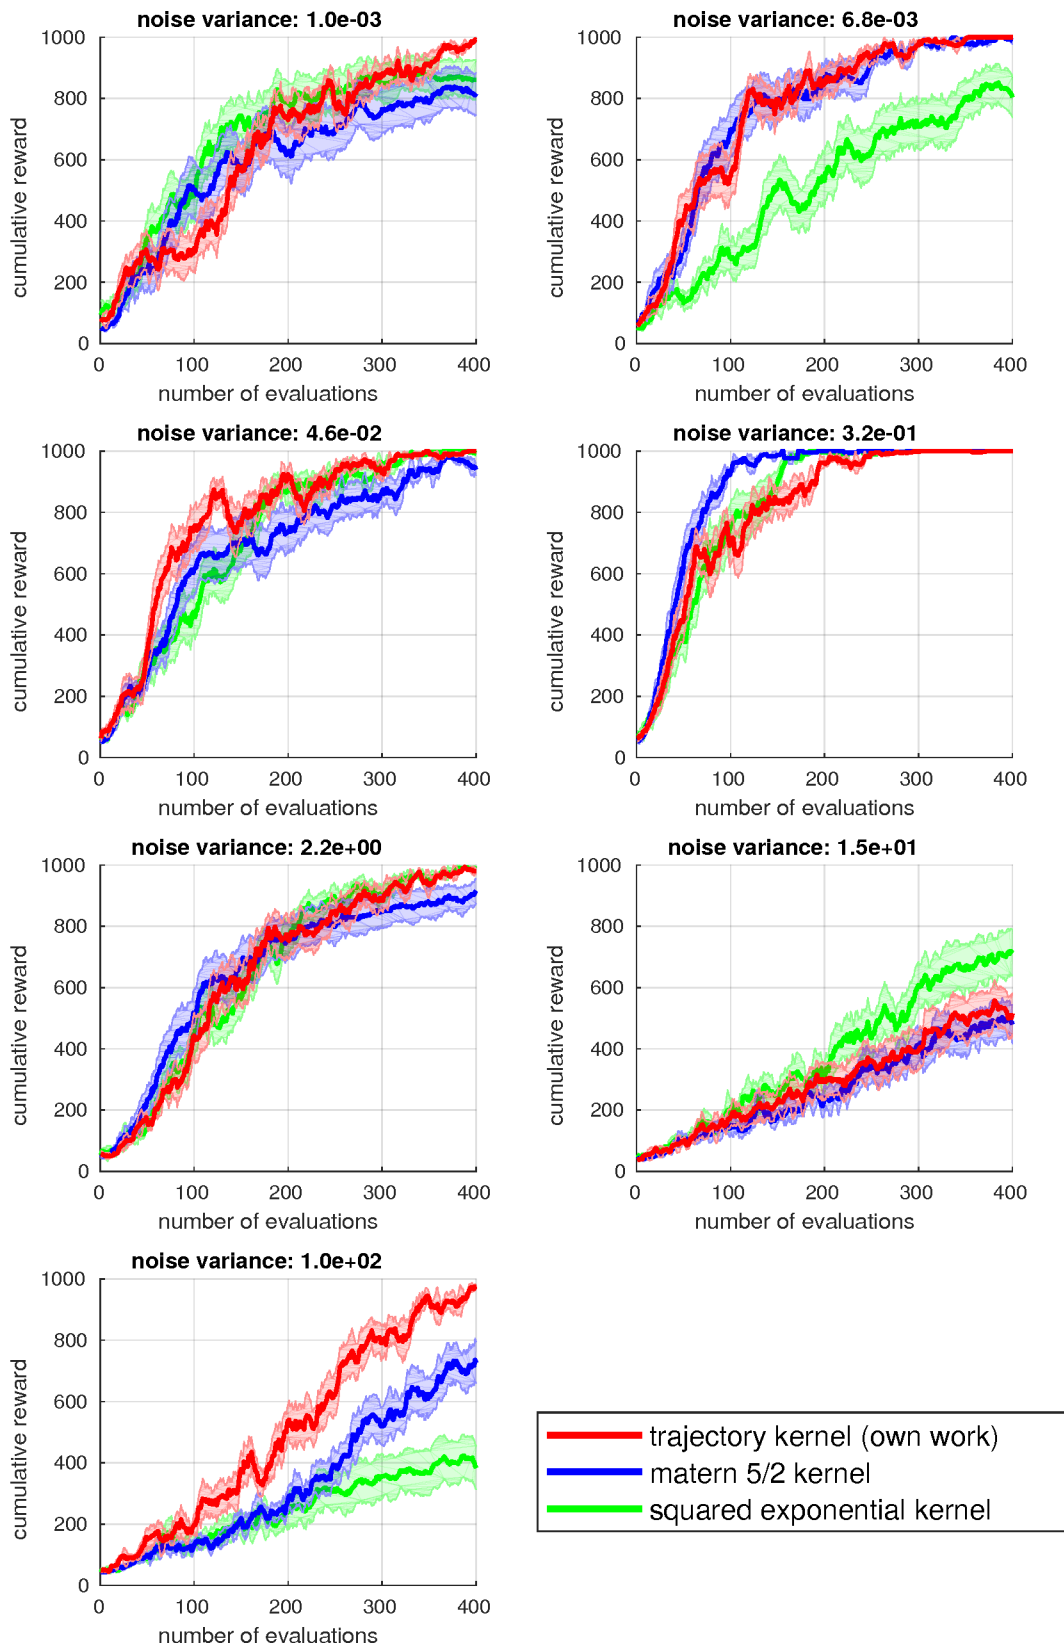 noise variance: 1.0e-03
cumulative reward
1000
800
600
400
200
0
0 100 200 300 400
number of evaluations
noise variance: 6.8e-03
cumulative reward
1000
800
600
400
200
0
0 100 200 300 400
number of evaluations
noise variance: 4.6e-02
cumulative reward
1000
800
600
400
200
0
0 100 200 300 400
number of evaluations
noise variance: 3.2e-01
cumulative reward
1000
800
600
400
200
0
0 100 200 300 400
number of evaluations
noise variance: 2.2e+00
cumulative reward
1000
800
600
400
200
0
0 100 200 300 400
number of evaluations
noise variance: 1.5e+01
cumulative reward
1000
800
600
400
200
0
0 100 200 300 400
number of evaluations
noise variance: 1.0e+02
cumulative reward
1000
800
600
400
200
0
0 100 200 300 400
number of evaluations
trajectory kernel (own work)
matern 5/2 kernel
squared exponential kernel